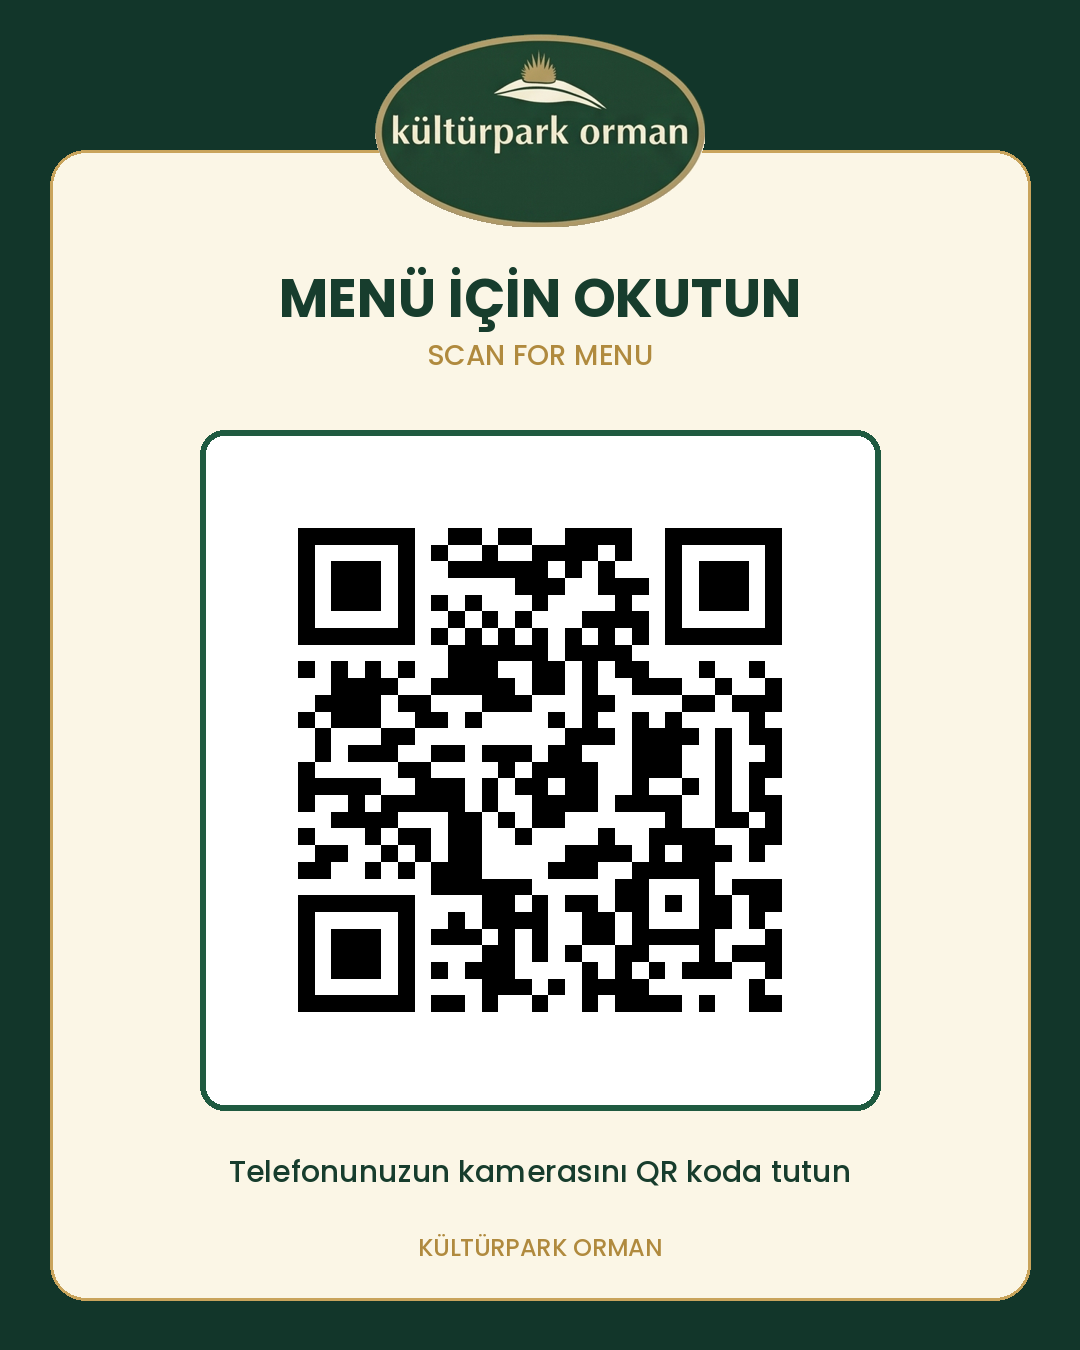 kültürpark orman
MENÜ İÇİN OKUTUN
SCAN FOR MENU
Telefonunuzun kamerasını QR koda tutun
KÜLTÜRPARK ORMAN